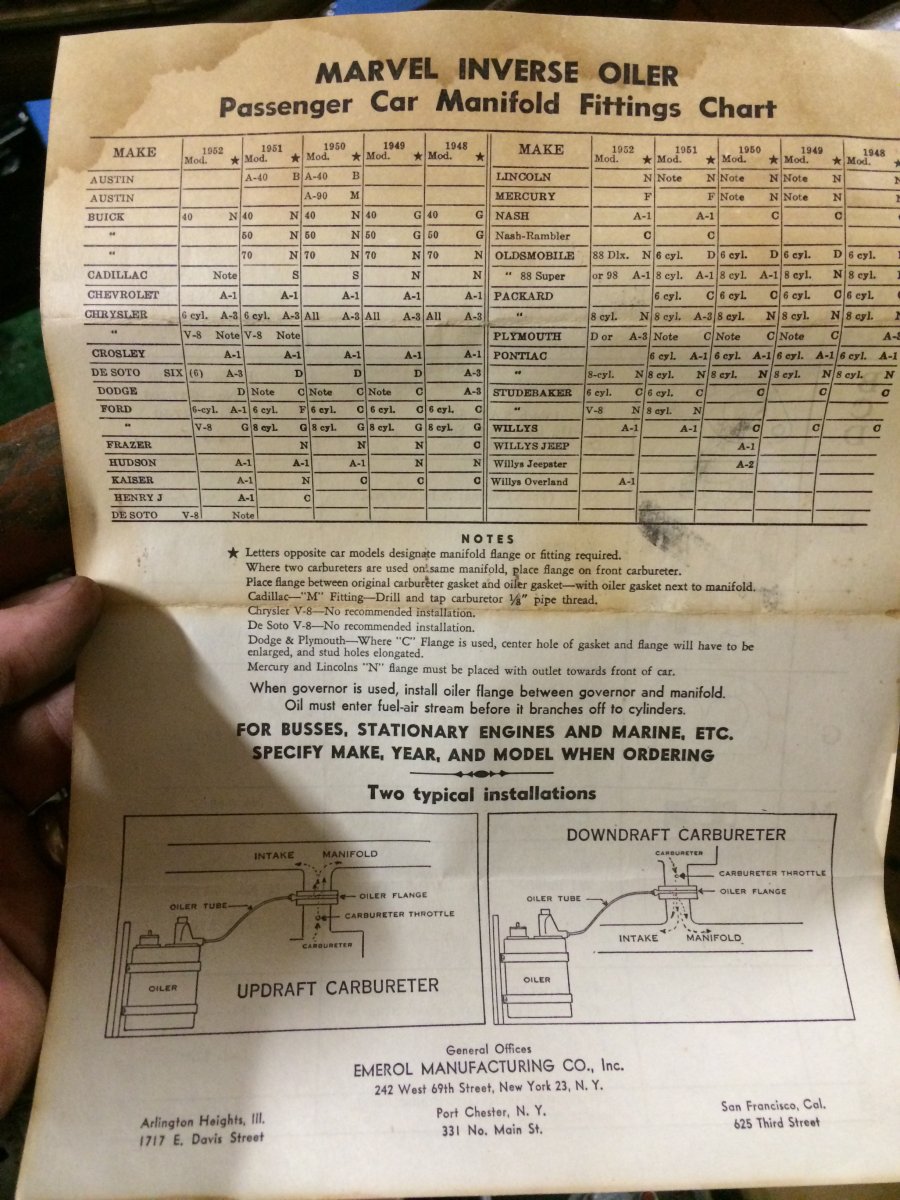 MARVEL INVERSE OILER
Passenger Car Manifold Fittings Chart
MAKE 1952 Mod. ★ 1951 Mod. ★ 1950 Mod. ★ 1949 Mod. ★ 1948 Mod. ★ MAKE 1952 Mod. ★ 1951 Mod. ★ 1950 Mod. ★ 1949 Mod. ★ 1948 Mod. ★
AUSTIN A-40 B A-40 B LINCOLN N Note N Note N Note N N
AUSTIN A-90 M MERCURY F F Note N Note N N
BUICK 40 N 40 N 40 N 40 G 40 G NASH A-1 A-1 C C
" 50 N 50 N 50 G 50 G Nash-Rambler C C
" 70 N 70 N 70 N 70 N OLDSMOBILE 88 Dlx. N 6 cyl. D 6 cyl. D 6 cyl. D 6 cyl.
CADILLAC Note S S N N " 88 Super or 98 A-1 8 cyl. A-1 8 cyl. A-1 8 cyl. N 8 cyl.
CHEVROLET A-1 A-1 A-1 A-1 A-1 PACKARD 6 cyl. C 6 cyl. C 6 cyl. C 6 cyl.
CHRYSLER 6 cyl. A-3 6 cyl. A-3 All A-3 All A-3 All A-3 " 8 cyl. N 8 cyl. A-3 8 cyl. N 8 cyl. N 8 cyl. N
" V-8 Note V-8 Note PLYMOUTH D or A-3 Note C Note C Note C A-3
CROSLEY A-1 A-1 A-1 A-1 A-1 PONTIAC 6 cyl. A-1 6 cyl. A-1 6 cyl. A-1 6 cyl. A-1
DE SOTO SIX (6) A-3 D D D A-3 " 8-cyl. N 8 cyl. N 8 cyl. N 8 cyl. N 8 cyl. N
DODGE D Note C Note C Note C A-3 STUDEBAKER 6 cyl. C 6 cyl. C C C C
FORD 6-cyl. A-1 6 cyl. F 6 cyl. C 6 cyl. C 6 cyl. C " V-8 N 8 cyl. N
" V-8 G 8 cyl. G 8 cyl. G 8 cyl. G 8 cyl. G WILLYS A-1 A-1 C C C
FRAZER N N N C WILLYS JEEP A-1
HUDSON A-1 A-1 A-1 N N Willys Jeepster A-2
KAISER A-1 N C C C Willys Overland A-1
HENRY J A-1 C
DE SOTO V-8 Note
NOTES
★ Letters opposite car models designate manifold flange or fitting required.
Where two carbureters are used on same manifold, place flange on front carbureter.
Place flange between original carbureter gasket and oiler gasket—with oiler gasket next to manifold.
Cadillac—"M" Fitting—Drill and tap carburetor 1/8" pipe thread.
Chrysler V-8—No recommended installation.
De Soto V-8—No recommended installation.
Dodge & Plymouth—Where "C" Flange is used, center hole of gasket and flange will have to be
enlarged, and stud holes elongated.
Mercury and Lincolns "N" flange must be placed with outlet towards front of car.
When governor is used, install oiler flange between governor and manifold.
Oil must enter fuel-air stream before it branches off to cylinders.
FOR BUSSES, STATIONARY ENGINES AND MARINE, ETC.
SPECIFY MAKE, YEAR, AND MODEL WHEN ORDERING
Two typical installations
INTAKE MANIFOLD
OILER TUBE
OILER FLANGE
CARBURETER THROTTLE
CARBURETER
OILER
UPDRAFT CARBURETER
DOWNDRAFT CARBURETER
CARBURETER
CARBURETER THROTTLE
OILER TUBE
OILER FLANGE
INTAKE MANIFOLD
OILER
General Offices
EMEROL MANUFACTURING CO., Inc.
242 West 69th Street, New York 23, N. Y.
Arlington Heights, Ill.
1717 E. Davis Street
Port Chester, N. Y.
331 No. Main St.
San Francisco, Cal.
625 Third Street